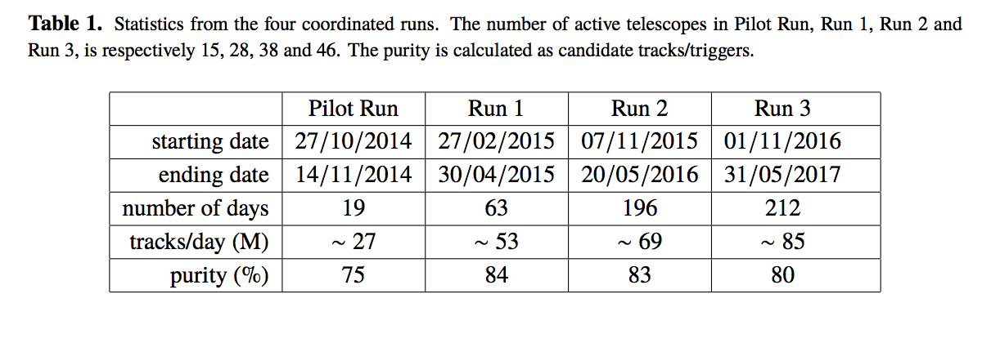 Table 1. Statistics from the four coordinated runs. The number of active telescopes in Pilot Run, Run 1, Run 2 and
Run 3, is respectively 15, 28, 38 and 46. The purity is calculated as candidate tracks/triggers.
Pilot Run Run 1 Run 2 Run 3
starting date 27/10/2014 27/02/2015 07/11/2015 01/11/2016
ending date 14/11/2014 30/04/2015 20/05/2016 31/05/2017
number of days 19 63 196 212
tracks/day (M) ~ 27 ~ 53 ~ 69 ~ 85
purity (%) 75 84 83 80